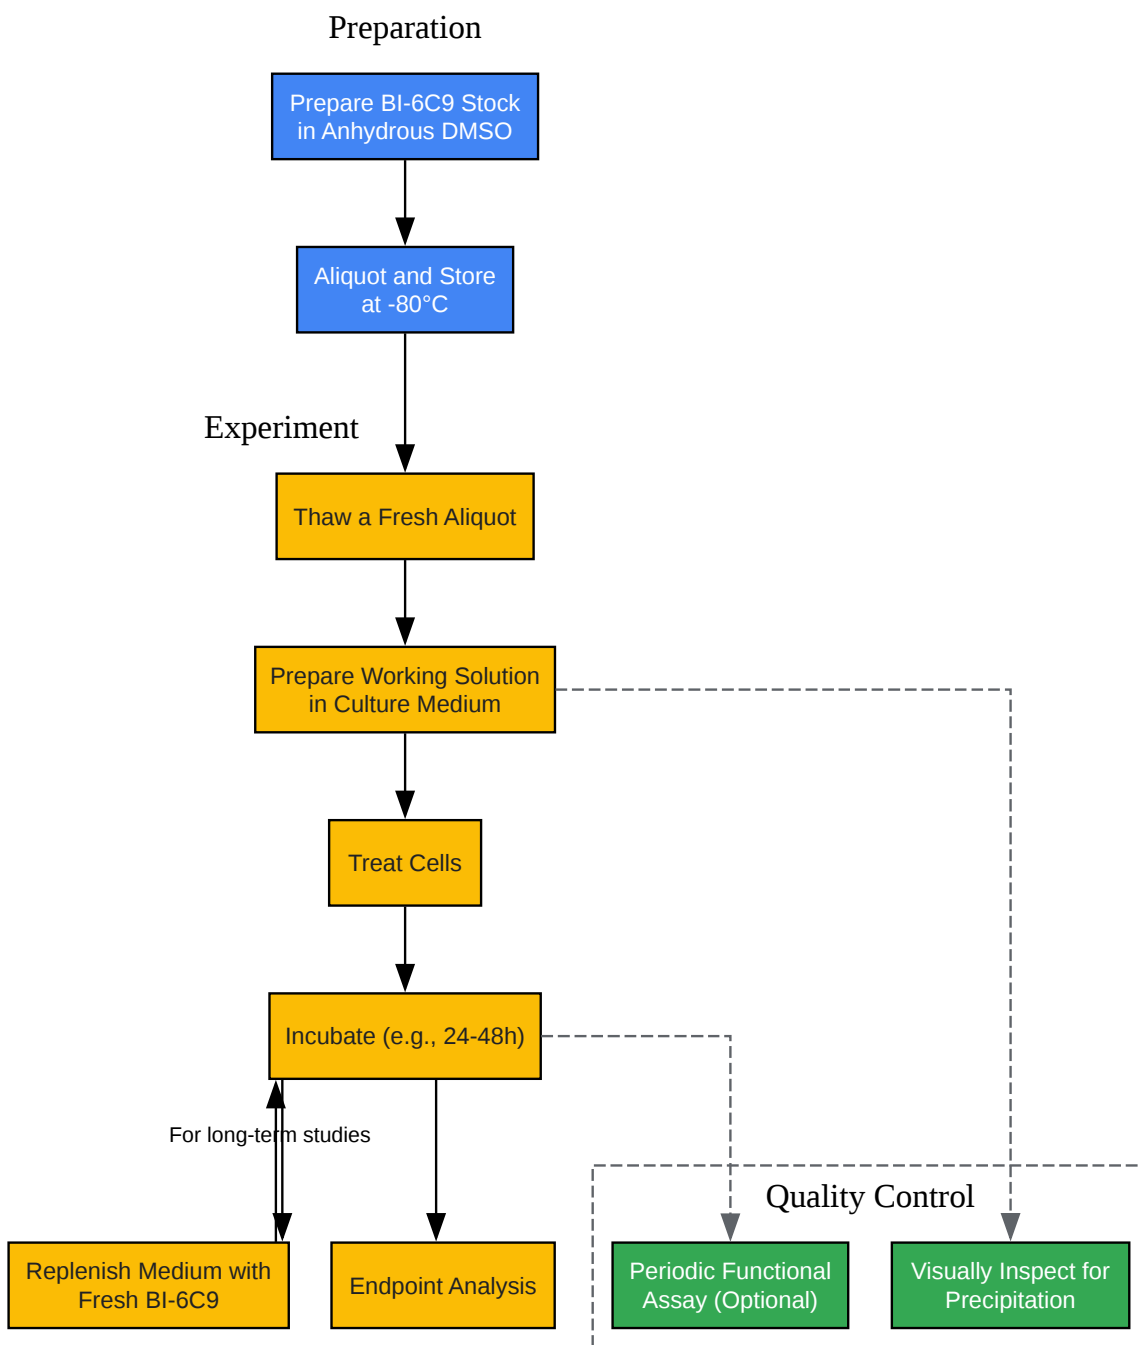 Preparation
Prepare BI-6C9 Stock
in Anhydrous DMSO
Aliquot and Store
at -80°C
Experiment
Thaw a Fresh Aliquot
Prepare Working Solution
in Culture Medium
Treat Cells
Incubate (e.g., 24-48h)
For long-term studies
Quality Control
Replenish Medium with
Fresh BI-6C9
Endpoint Analysis
Periodic Functional
Assay (Optional)
Visually Inspect for
Precipitation